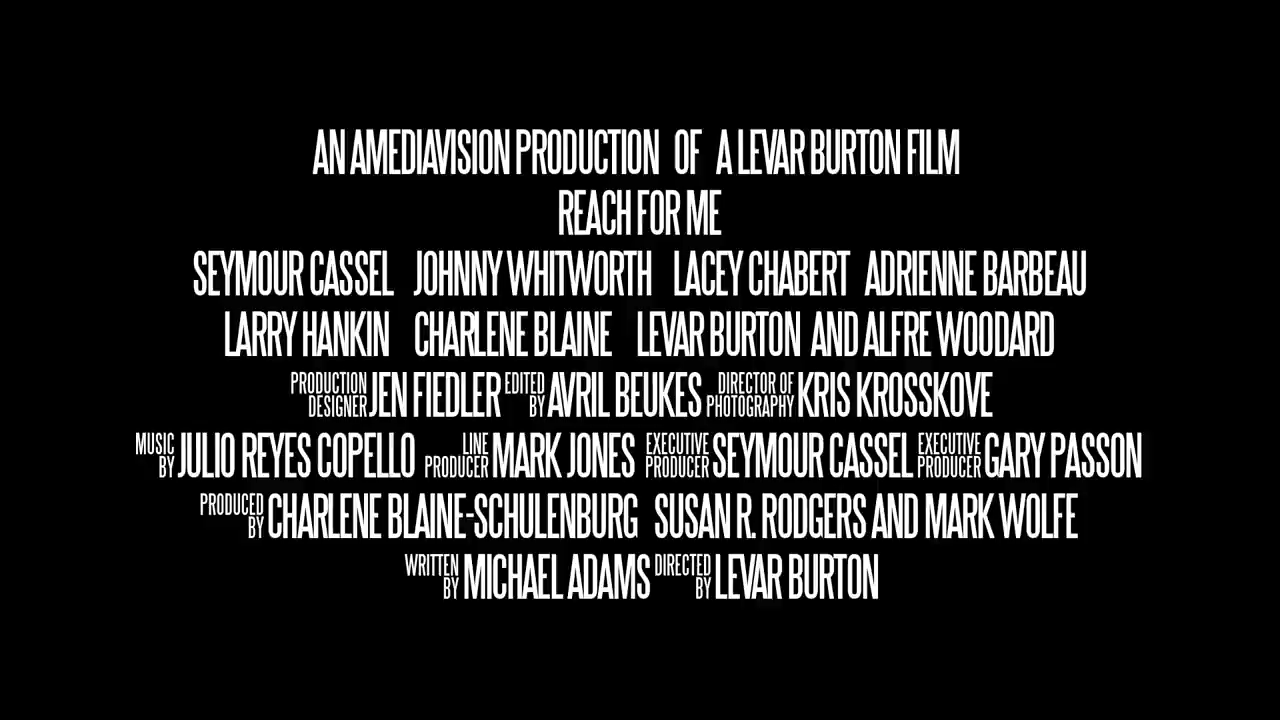 AN AMEDIAVISION PRODUCTION OF A LEVAR BURTON FILM
REACH FOR ME
SEYMOUR CASSEL JOHNNY WHITWORTH LACEY CHABERT ADRIENNE BARBEAU
LARRY HANKIN CHARLENE BLAINE LEVAR BURTON AND ALFRE WOODARD
PRODUCTION DESIGNER JEN FIEDLER EDITED BY AVRIL BEUKES DIRECTOR OF PHOTOGRAPHY KRIS KROSSKOVE
MUSIC BY JULIO REYES COPELLO LINE PRODUCER MARK JONES EXECUTIVE PRODUCER SEYMOUR CASSEL EXECUTIVE PRODUCER GARY PASSON
PRODUCED BY CHARLENE BLAINE-SCHULENBURG SUSAN R. RODGERS AND MARK WOLFE
WRITTEN BY MICHAEL ADAMS DIRECTED BY LEVAR BURTON